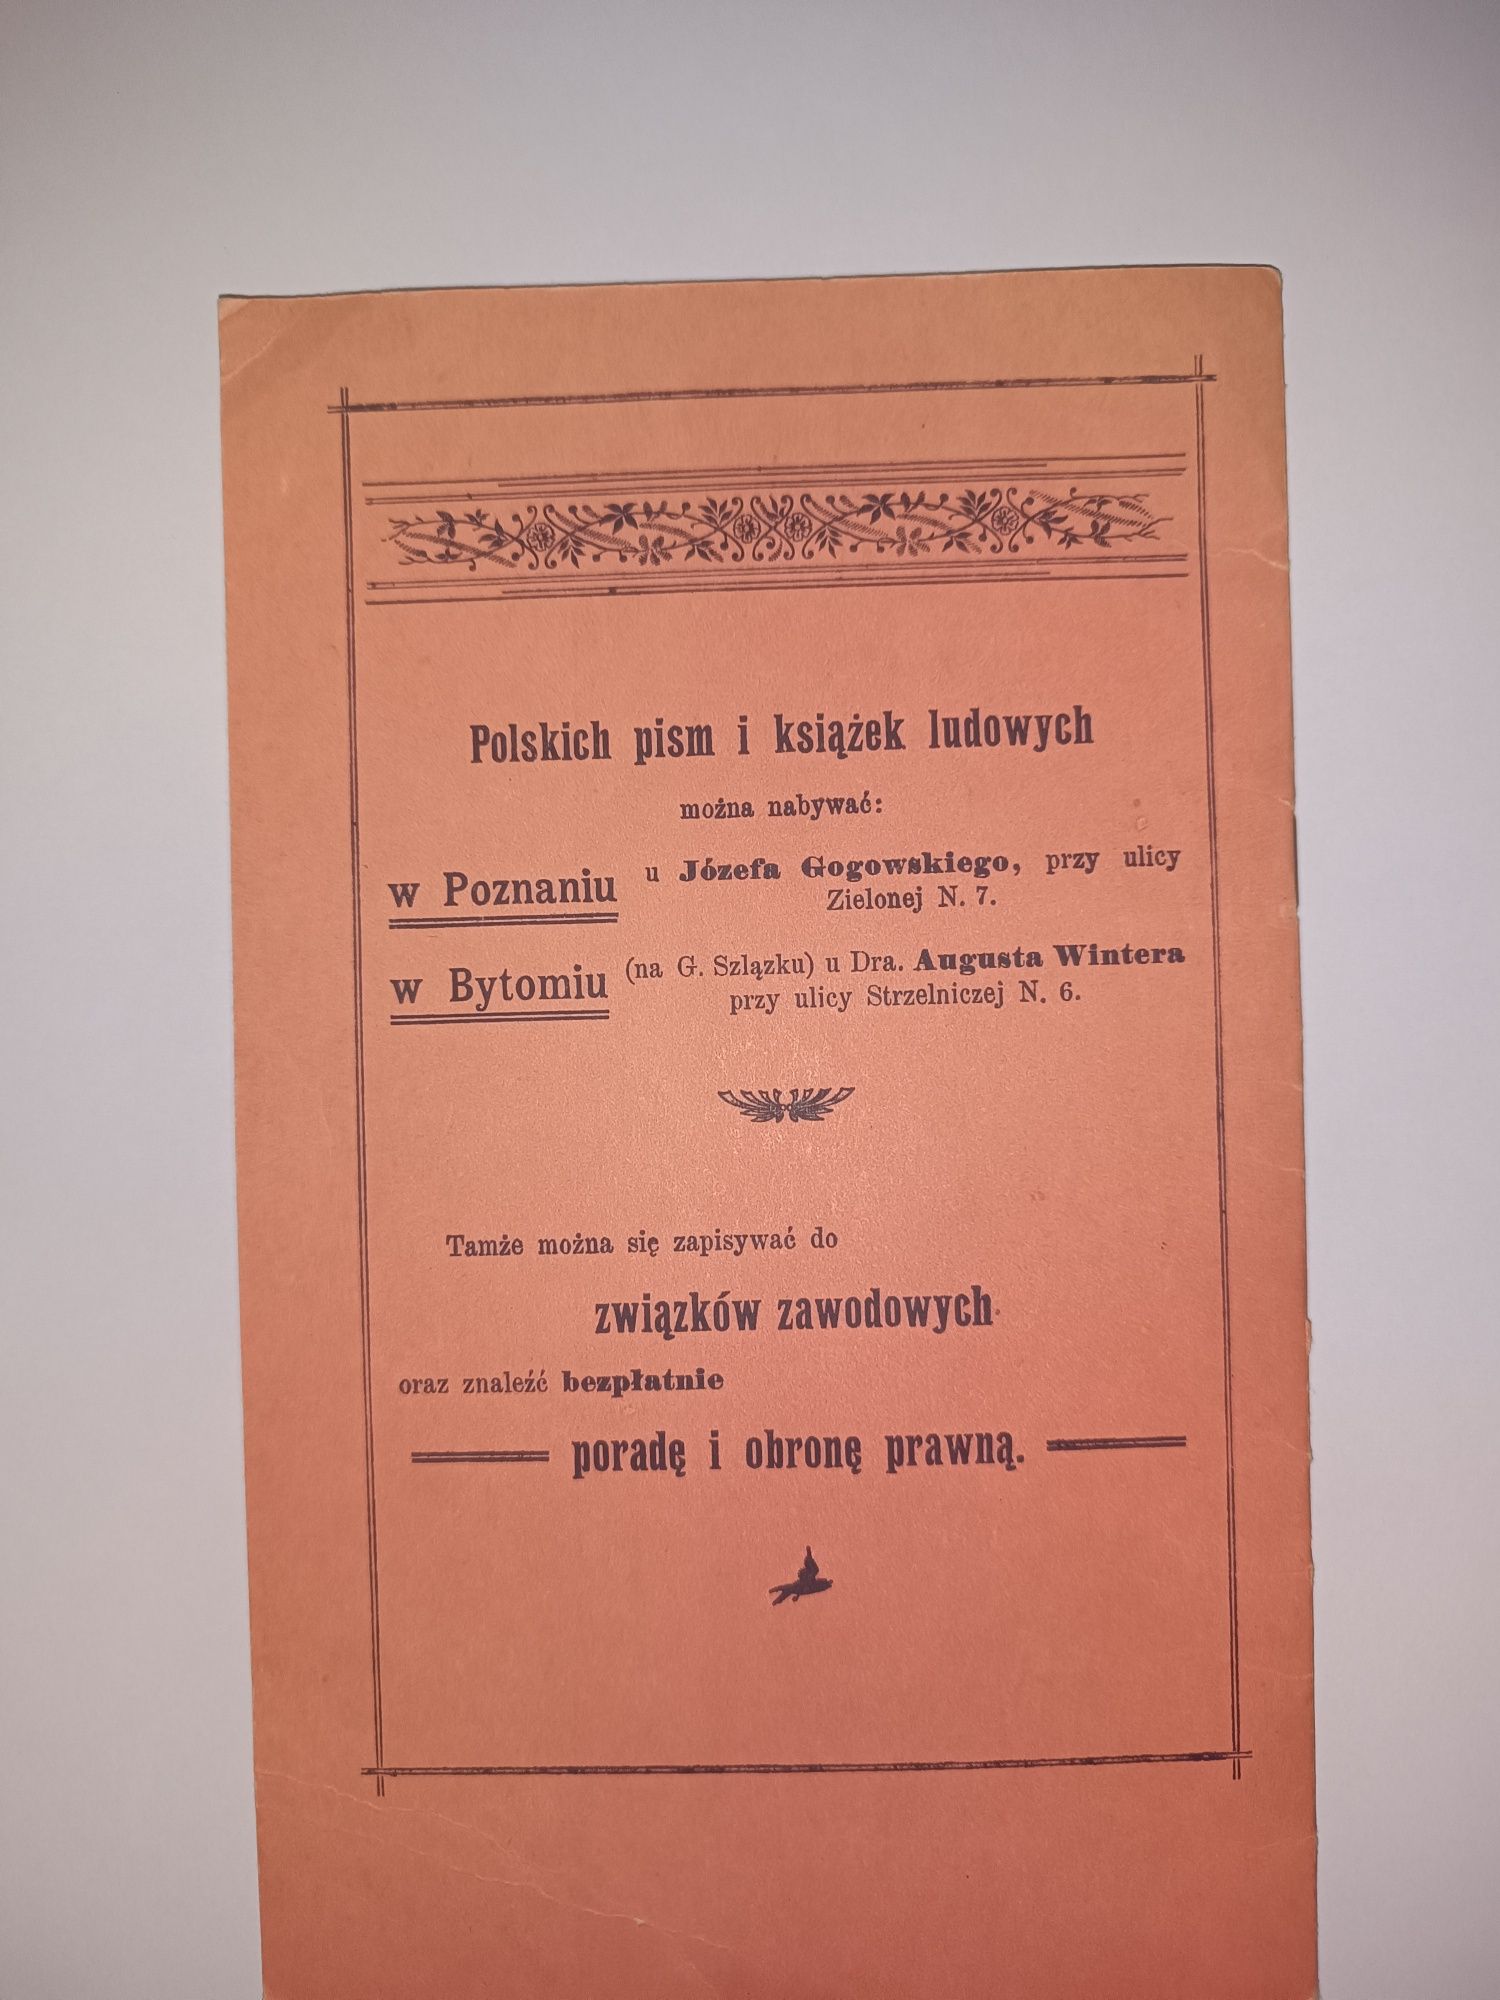 Polskich pism i książek ludowych
można nabywać:
w Poznaniu u Józefa Gogowskiego, przy ulicy
Zielonej N. 7.
w Bytomiu (na G. Szlązku) u Dra. Augusta Wintera
przy ulicy Strzelniczej N. 6.
Tamże można się zapisywać do
związków zawodowych
oraz znaleźć bezpłatnie
poradę i obronę prawną.